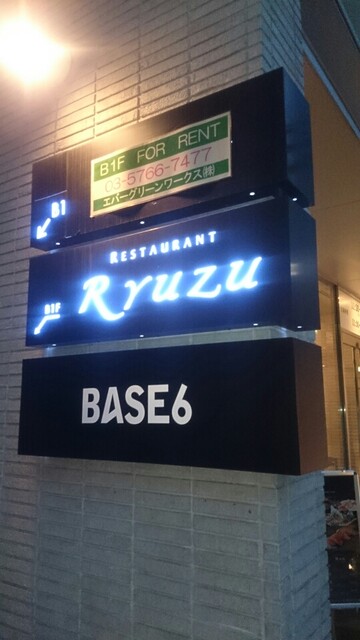 B1F FOR RENT
03-5766-7477
エバーグリーンワークス㈱
B1
RESTAURANT
Ryuzu
B1F
BASE6